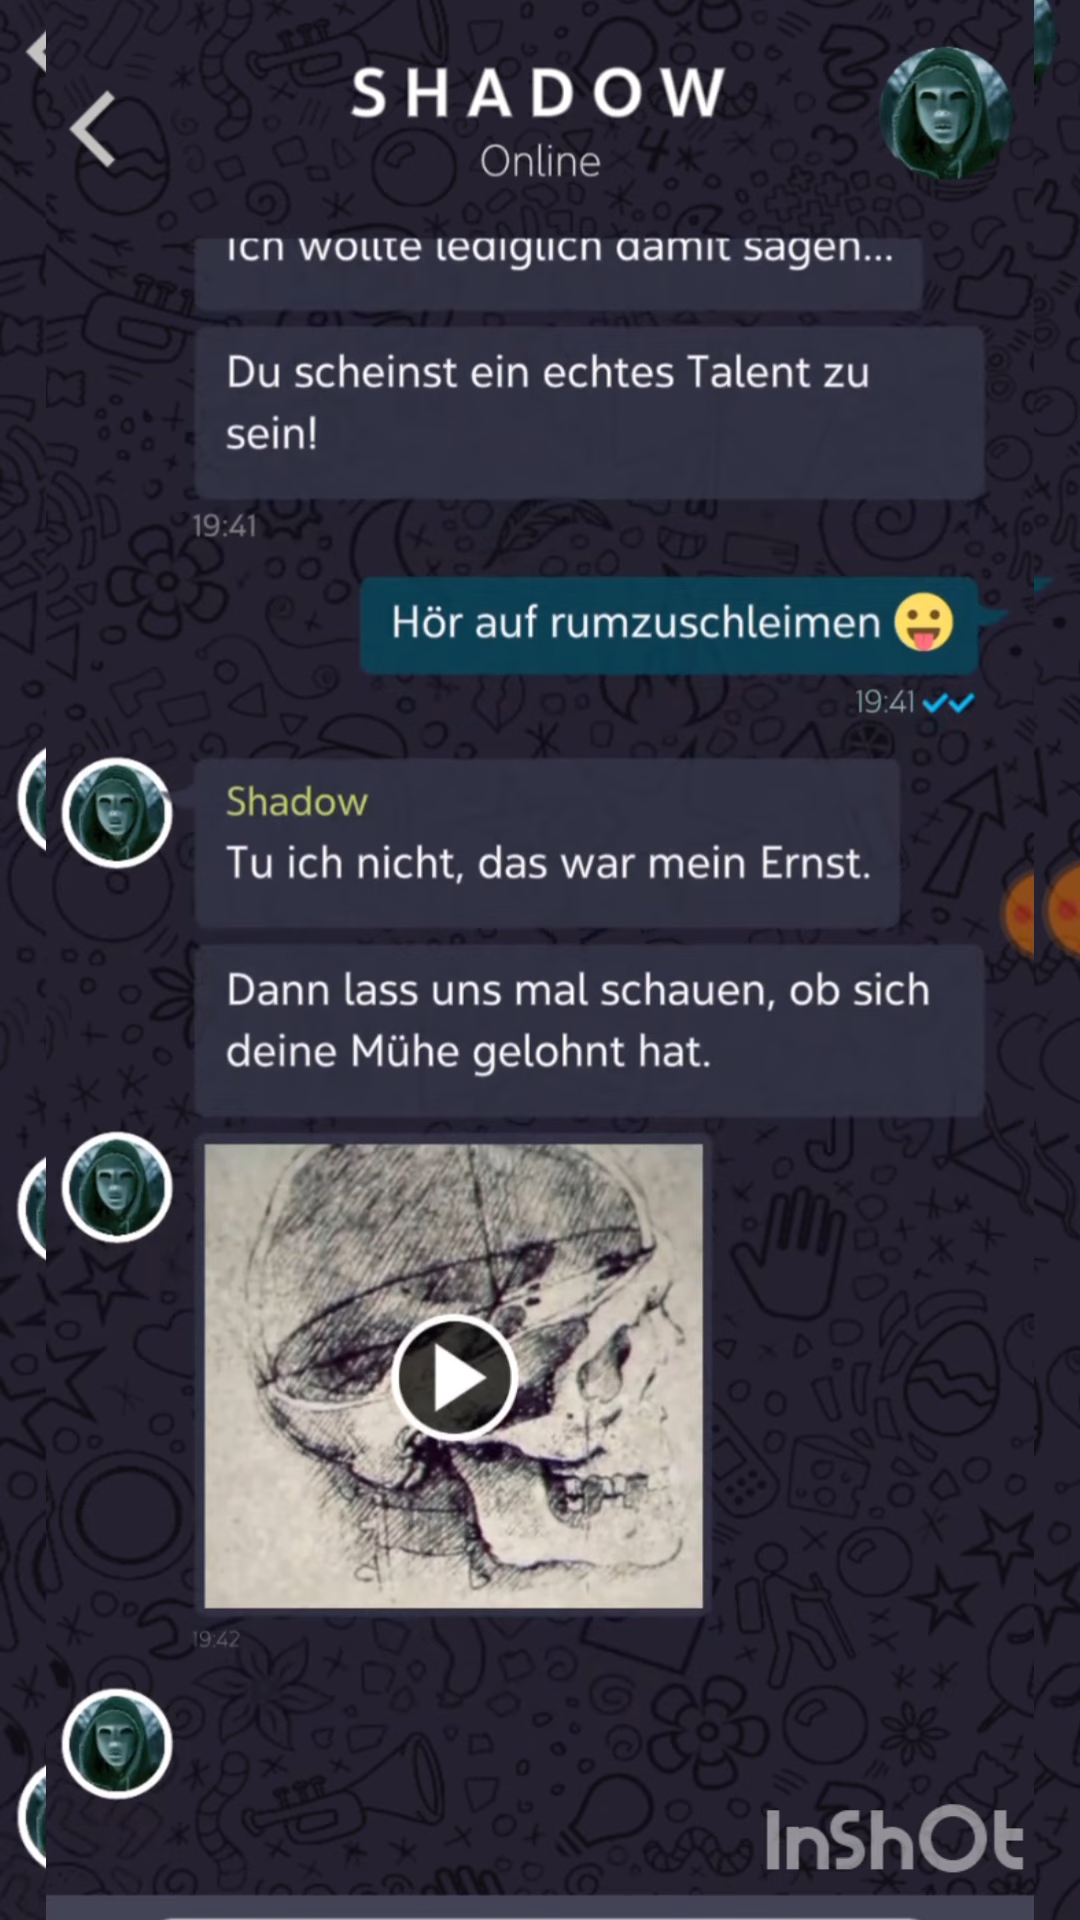 SHADOW
Online
Ich wollte lediglich damit sagen...
Du scheinst ein echtes Talent zu
sein!
19:41
Hör auf rumzuschleimen 😛
19:41
Shadow
Tu ich nicht, das war mein Ernst.
Dann lass uns mal schauen, ob sich
deine Mühe gelohnt hat.
19:42
InShOt